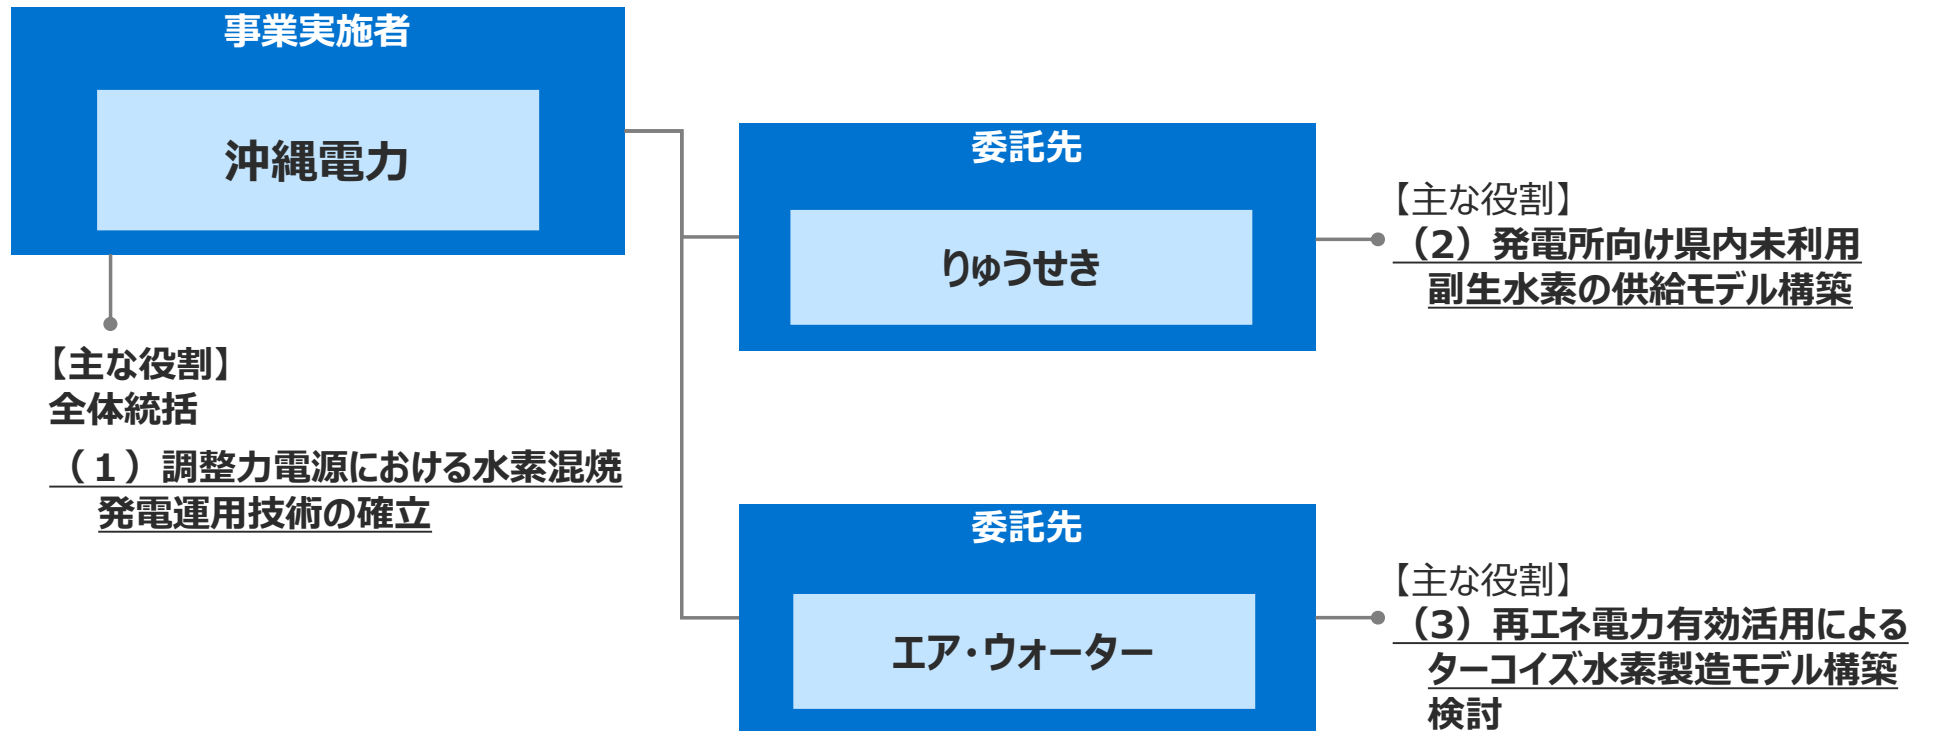 事業実施者
沖縄電力
【主な役割】
全体統括
（１）調整力電源における水素混焼
発電運用技術の確立
委託先
りゅうせき
【主な役割】
（2）発電所向け県内未利用
副生水素の供給モデル構築
委託先
エア・ウォーター
【主な役割】
（3）再エネ電力有効活用による
ターコイズ水素製造モデル構築
検討